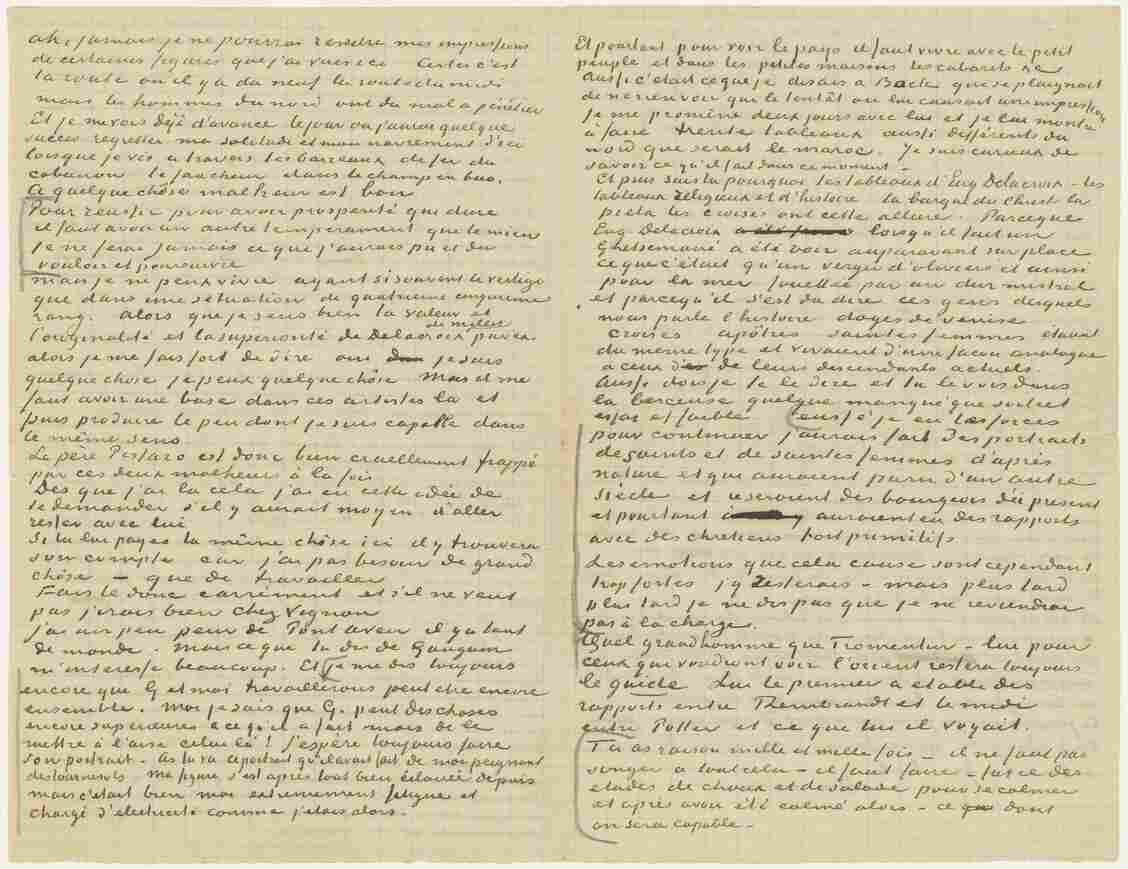 ah, jamais je ne pourrai rendre mes impressions
de certaines figures que j'ai vues ici. Certes c'est
la route où il y a du neuf la route du midi
mais les hommes du nord ont du mal à pénétrer
Et je me vois déjà d'avance le jour où j'aurai quelque
succès regretter ma solitude et mon navrement d'ici
lorsque je vis à travers les barreaux de fer du
cabanon le faucheur dans le champ en bas.
A quelque chôse malheur est bon
Pour reussir pour avoir prospérité qui dure
il faut avoir un autre temperament que le mien
je ne ferai jamais ce que j'aurais pu et dû
vouloir et poursuivre
Mais je ne peux vivre ayant si souvent le vertige
que dans une situation de quatrieme cinquieme
rang. Alors que je sens bien la valeur et
l'originalité et la superiorité de Delacroix
de Millet p.ex.
alors je me fais fort de dire oui je suis
quelque chose je peux quelque chôse. Mais il me
faut avoir une base dans ces artistes là et
puis produire le peu dont je suis capable dans
le même sens
Le père Pissaro est donc bien cruellement frappé
par ces deux malheurs à la fois
Dès que j'ai lu cela j'ai eu cette idée de
te demander s'il y aurait moyen d'aller
rester avec lui
Si tu lui payes la même chôse ici il y trouvera
son compte car j'ai pas besoin de grand
chôse – que de travailler
Fais le donc carrément et s'il ne veut
pas j'irais bien chez Vignon
J'ai un peu peur de Pont Aven il y a tant
de monde. Mais ce que tu dis de Gauguin
m'interesse beaucoup. Et je me dis toujours
encore que G. et moi travaillerons peut etre encore
ensemble. Moi je sais que G. peut des choses
encore superieures à ce qu'il a fait mais de le
mettre à l'aise celui là! J'espère toujours faire
son portrait – As tu vu ce portrait qu'il avait fait de moi peignant
des tournesols. Ma figure s'est après tout bien éclairée depuis
mais c'était bien moi extremement fatigué et
chargé d'electricité comme j'etais alors.
Et pourtant pour voir le pays il faut vivre avec le petit
peuple et dans les petites maisons les cabarets &c
Aussi c'était ce que je disais à Bock qui se plaignait
de ne rien voir qui le tentât ou lui causait une impression
Je me promène deux jours avec lui et je lui montre
à faire trente tableaux aussi différents du
nord que serait le maroc. Je suis curieux de
savoir ce qu'il fait dans ce moment.
Et puis sais tu pourquoi les tableaux d'Eug Delacroix – les
tableaux religieux et d'histoire la barque du Christ la
pieta les croisés ont cette allure. Parceque
Eug Delacroix lorsqu'il fait un
Ghetsemané a été voir auparavant sur place
ce que c'était qu'un verger d'oliviers et ainsi
pour la mer fouettée par un dur mistral
et parcequ'il s'est dû dire ces gens desquels
nous parle l'histoire doges de venise
croisés apôtres saintes femmes etaient
du même type et vivaient d'une façon analogue
à ceux de leurs descendants actuels.
Aussi dois je te le dire et tu le vois dans
la berceuse quelque manqué que soit cet
essai et faible Eusse je eu les forces
pour continuer j'aurais fait des portraits
de saints et de saintes femmes d'après
nature et qui auraient paru d'un autre
siècle et ce seraient des bourgeois d'à présent
et pourtant auraient eu des rapports
avec des chretiens fort primitifs.
Les emotions que cela cause sont cependant
trop fortes j'y resterais – mais plus tard
plus tard je ne dis pas que je ne reviendrai
pas à la charge.
Quel grand homme que Fromentin – lui pour
ceux qui voudront voir l'orient restera toujours
le guide. Lui le premier a etabli des
rapports entre Rembrandt et le midi
entre Potter et ce que lui il voyait.
Tu as raison mille et mille fois – il ne faut pas
songer à tout cela – il faut faire – fut ce des
etudes de choux et de salade pour se calmer
et après avoir été calmé alors – ce dont
on sera capable –